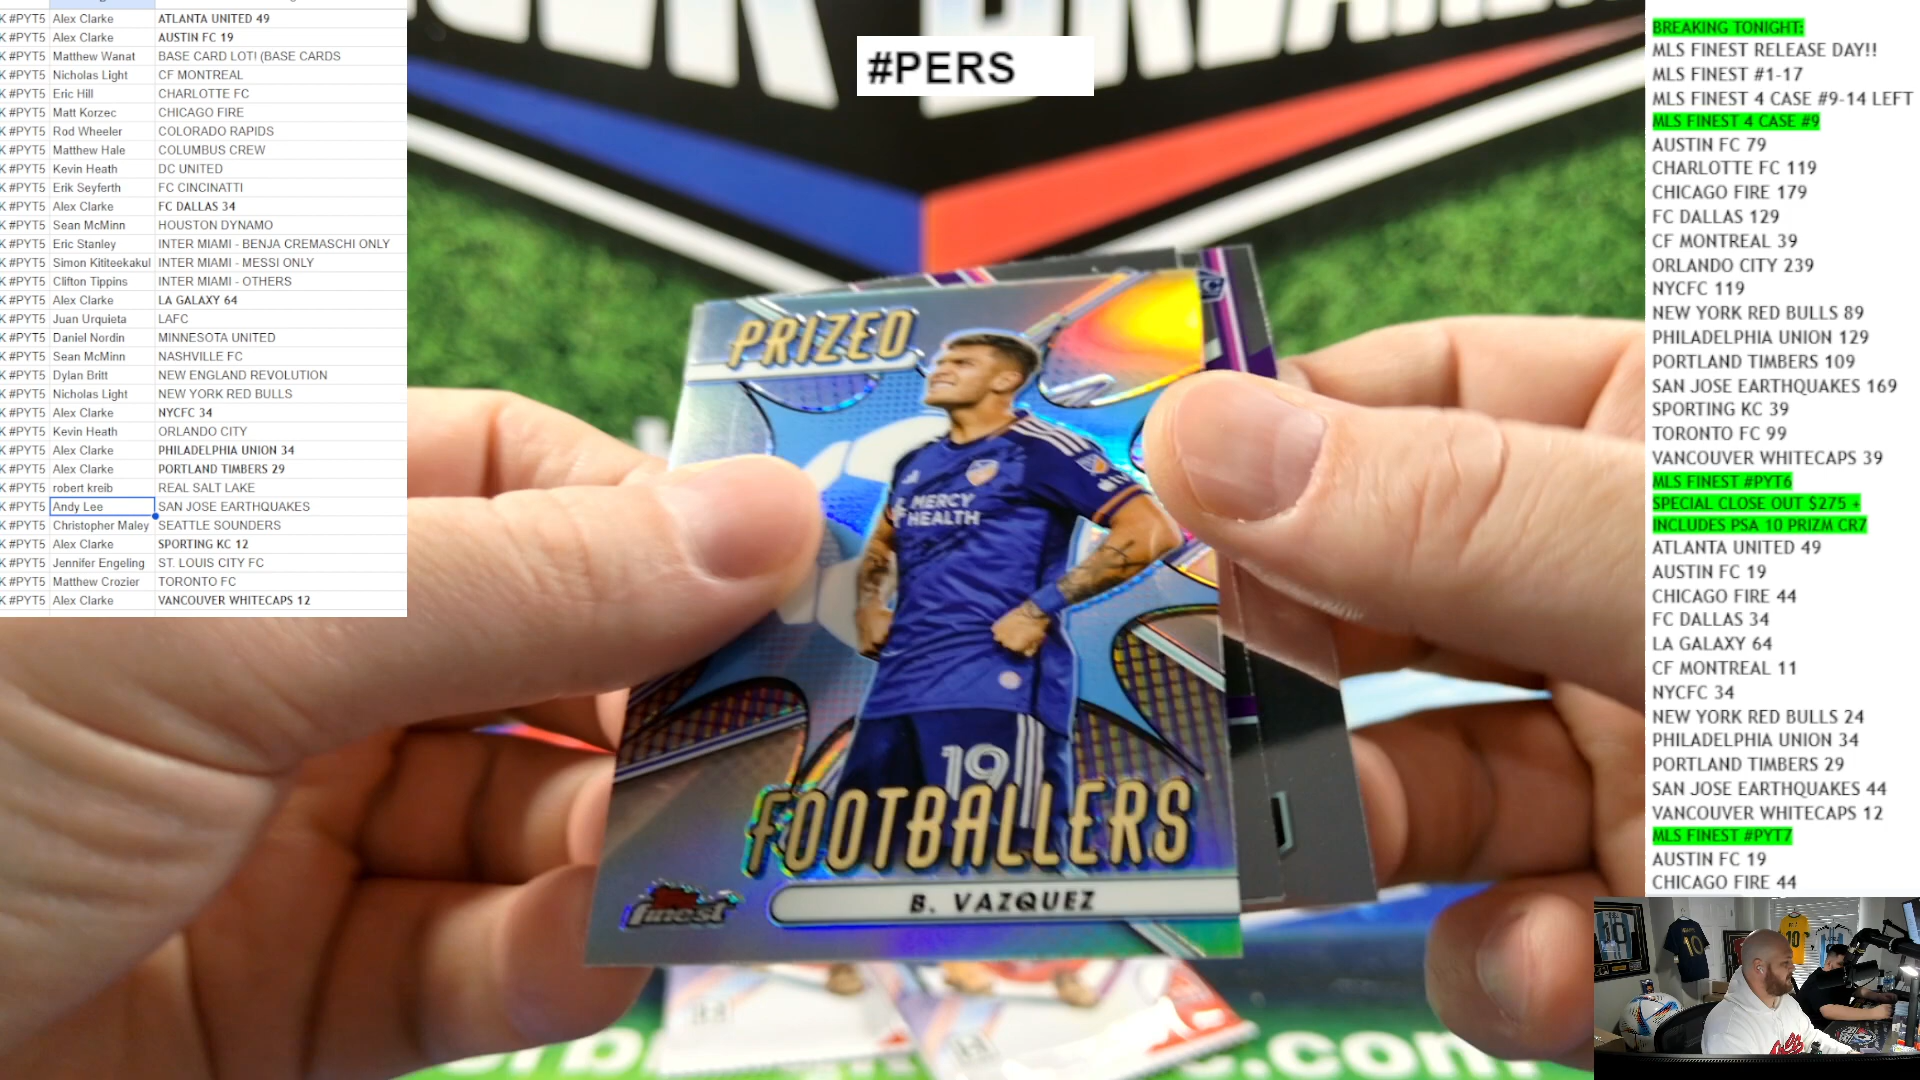 K #PYT5 Alex Clarke ATLANTA UNITED 49
K #PYT5 Alex Clarke AUSTIN FC 19
K #PYT5 Matthew Wanat BASE CARD LOT! (BASE CARDS
K #PYT5 Nicholas Light CF MONTREAL
K #PYT5 Eric Hill CHARLOTTE FC
K #PYT5 Matt Korzec CHICAGO FIRE
K #PYT5 Rod Wheeler COLORADO RAPIDS
K #PYT5 Matthew Hale COLUMBUS CREW
K #PYT5 Kevin Heath DC UNITED
K #PYT5 Erik Seyferth FC CINCINATTI
K #PYT5 Alex Clarke FC DALLAS 34
K #PYT5 Sean McMinn HOUSTON DYNAMO
K #PYT5 Eric Stanley INTER MIAMI - BENJA CREMASCHI ONLY
K #PYT5 Simon Kititeekakul INTER MIAMI - MESSI ONLY
K #PYT5 Clifton Tippins INTER MIAMI - OTHERS
K #PYT5 Alex Clarke LA GALAXY 64
K #PYT5 Juan Urquieta LAFC
K #PYT5 Daniel Nordin MINNESOTA UNITED
K #PYT5 Sean McMinn NASHVILLE FC
K #PYT5 Dylan Britt NEW ENGLAND REVOLUTION
K #PYT5 Nicholas Light NEW YORK RED BULLS
K #PYT5 Alex Clarke NYCFC 34
K #PYT5 Kevin Heath ORLANDO CITY
K #PYT5 Alex Clarke PHILADELPHIA UNION 34
K #PYT5 Alex Clarke PORTLAND TIMBERS 29
K #PYT5 robert kreib REAL SALT LAKE
K #PYT5 Andy Lee SAN JOSE EARTHQUAKES
K #PYT5 Christopher Maley SEATTLE SOUNDERS
K #PYT5 Alex Clarke SPORTING KC 12
K #PYT5 Jennifer Engeling ST. LOUIS CITY FC
K #PYT5 Matthew Crozier TORONTO FC
K #PYT5 Alex Clarke VANCOUVER WHITECAPS 12
#PERS
PRIZED
MERCY
HEALTH
19
FOOTBALLERS
finest
B. VAZQUEZ
BREAKING TONIGHT:
MLS FINEST RELEASE DAY!!
MLS FINEST #1-17
MLS FINEST 4 CASE #9-14 LEFT
MLS FINEST 4 CASE #9
AUSTIN FC 79
CHARLOTTE FC 119
CHICAGO FIRE 179
FC DALLAS 129
CF MONTREAL 39
ORLANDO CITY 239
NYCFC 119
NEW YORK RED BULLS 89
PHILADELPHIA UNION 129
PORTLAND TIMBERS 109
SAN JOSE EARTHQUAKES 169
SPORTING KC 39
TORONTO FC 99
VANCOUVER WHITECAPS 39
MLS FINEST #PYT6
SPECIAL CLOSE OUT $275 +
INCLUDES PSA 10 PRIZM CR7
ATLANTA UNITED 49
AUSTIN FC 19
CHICAGO FIRE 44
FC DALLAS 34
LA GALAXY 64
CF MONTREAL 11
NYCFC 34
NEW YORK RED BULLS 24
PHILADELPHIA UNION 34
PORTLAND TIMBERS 29
SAN JOSE EARTHQUAKES 44
VANCOUVER WHITECAPS 12
MLS FINEST #PYT7
AUSTIN FC 19
CHICAGO FIRE 44
10
10